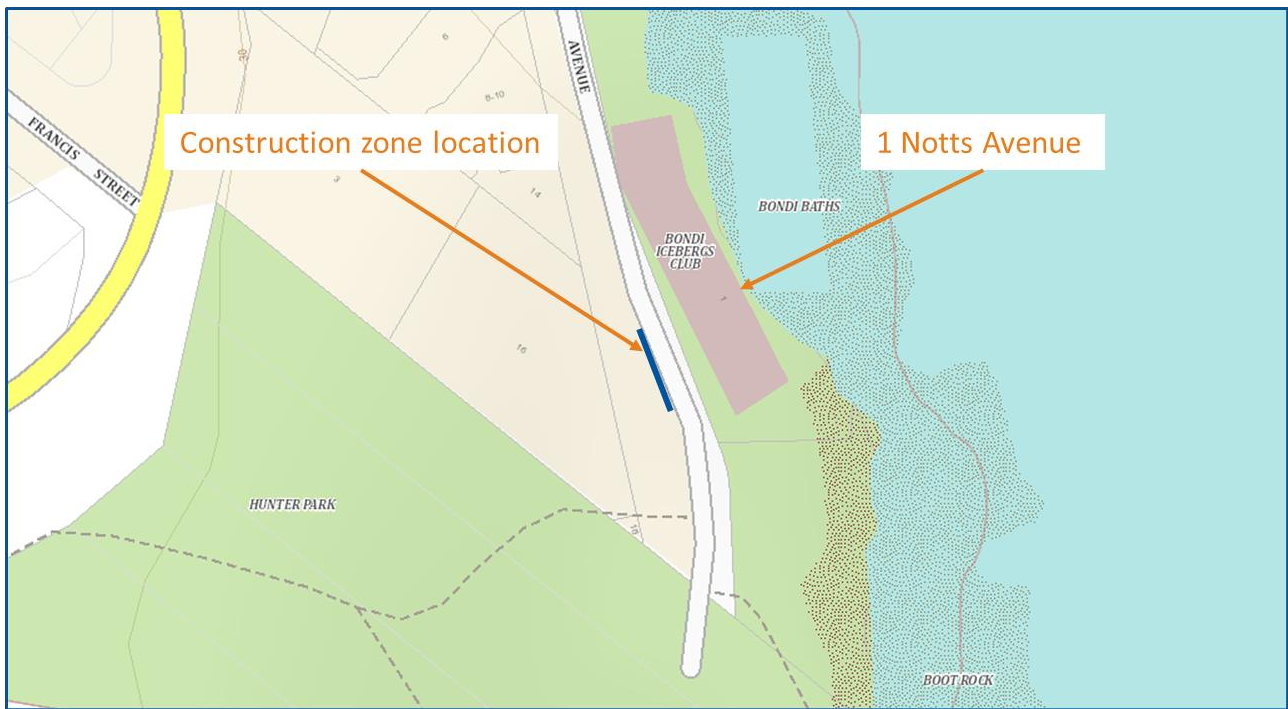 AVENUE
30
6
8-10
FRANCIS
STREET
Construction zone location
1 Notts Avenue
3
14
BONDI BATHS
BONDI
ICEBERGS
CLUB
1
16
HUNTER PARK
18
BOOT ROCK